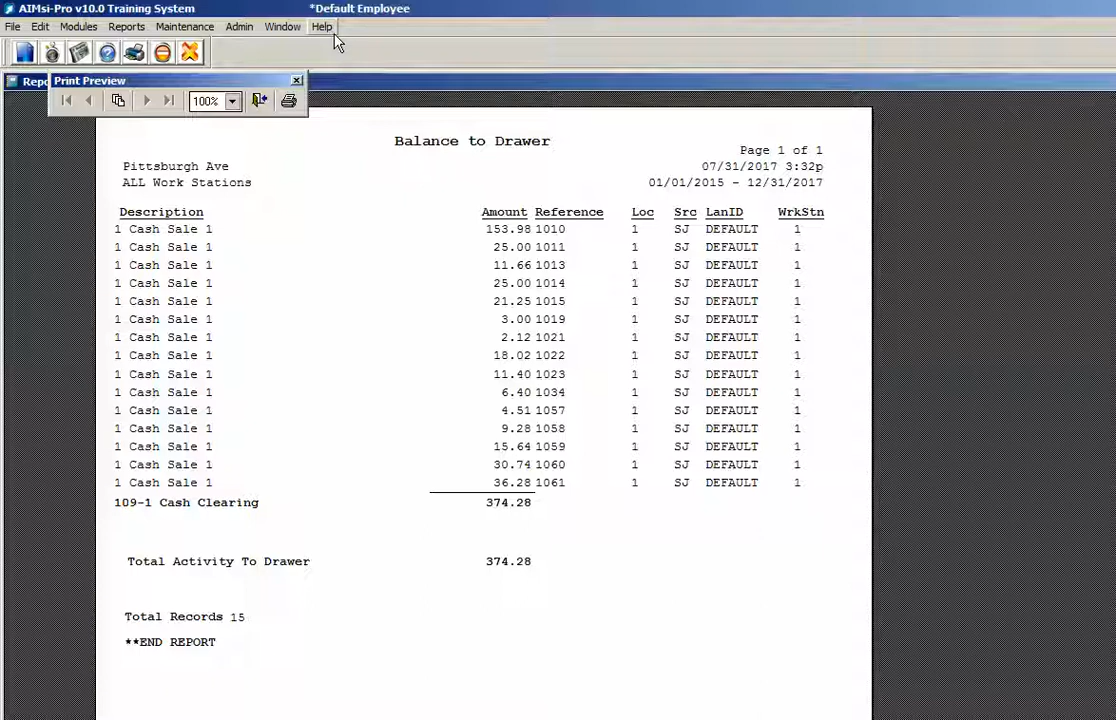 AIMsi-Pro v10.0 Training System *Default Employee
File Edit Modules Reports Maintenance Admin Window Help
Repo Print Preview
100%
Balance to Drawer
Page 1 of 1
Pittsburgh Ave 07/31/2017 3:32p
ALL Work Stations 01/01/2015 - 12/31/2017
Description Amount Reference Loc Src LanID WrkStn
1 Cash Sale 1 153.98 1010 1 SJ DEFAULT 1
1 Cash Sale 1 25.00 1011 1 SJ DEFAULT 1
1 Cash Sale 1 11.66 1013 1 SJ DEFAULT 1
1 Cash Sale 1 25.00 1014 1 SJ DEFAULT 1
1 Cash Sale 1 21.25 1015 1 SJ DEFAULT 1
1 Cash Sale 1 3.00 1019 1 SJ DEFAULT 1
1 Cash Sale 1 2.12 1021 1 SJ DEFAULT 1
1 Cash Sale 1 18.02 1022 1 SJ DEFAULT 1
1 Cash Sale 1 11.40 1023 1 SJ DEFAULT 1
1 Cash Sale 1 6.40 1034 1 SJ DEFAULT 1
1 Cash Sale 1 4.51 1057 1 SJ DEFAULT 1
1 Cash Sale 1 9.28 1058 1 SJ DEFAULT 1
1 Cash Sale 1 15.64 1059 1 SJ DEFAULT 1
1 Cash Sale 1 30.74 1060 1 SJ DEFAULT 1
1 Cash Sale 1 36.28 1061 1 SJ DEFAULT 1
109-1 Cash Clearing 374.28
Total Activity To Drawer 374.28
Total Records 15
**END REPORT